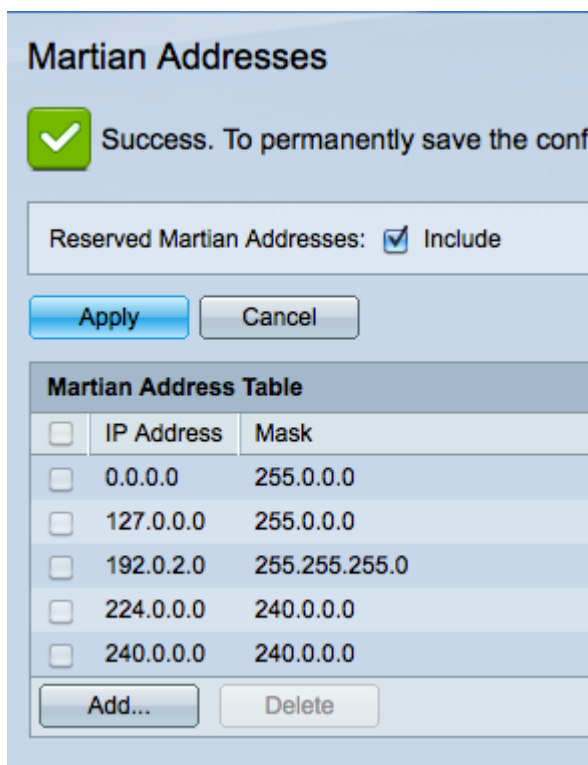 Martian Addresses
Success. To permanently save the conf
Reserved Martian Addresses: Include
Apply Cancel
Martian Address Table
IP Address Mask
0.0.0.0 255.0.0.0
127.0.0.0 255.0.0.0
192.0.2.0 255.255.255.0
224.0.0.0 240.0.0.0
240.0.0.0 240.0.0.0
Add... Delete